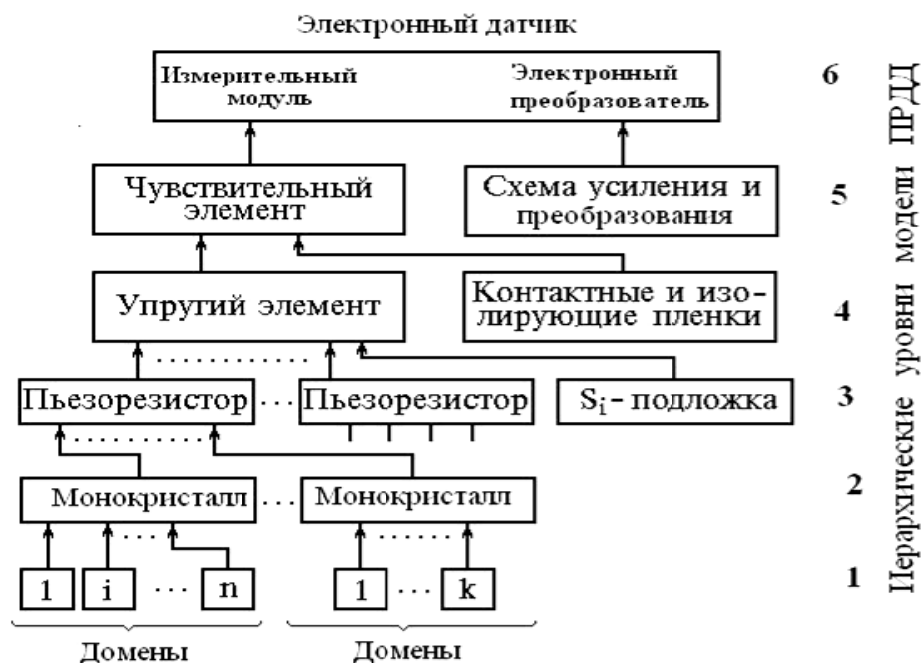 Электронный датчик
Измерительный
модуль
Электронный
преобразователь
6
Чувствительный
элемент
Схема усиления и
преобразования
5
Упругий элемент
Контактные и изо-
лирующие пленки
4
Пьезорезистор
...
Пьезорезистор
Si - подложка
3
Монокристалл
...
Монокристалл
2
1
i
...
n
1
...
k
1
Домены
Домены
Иерархические уровни модели ПРДД